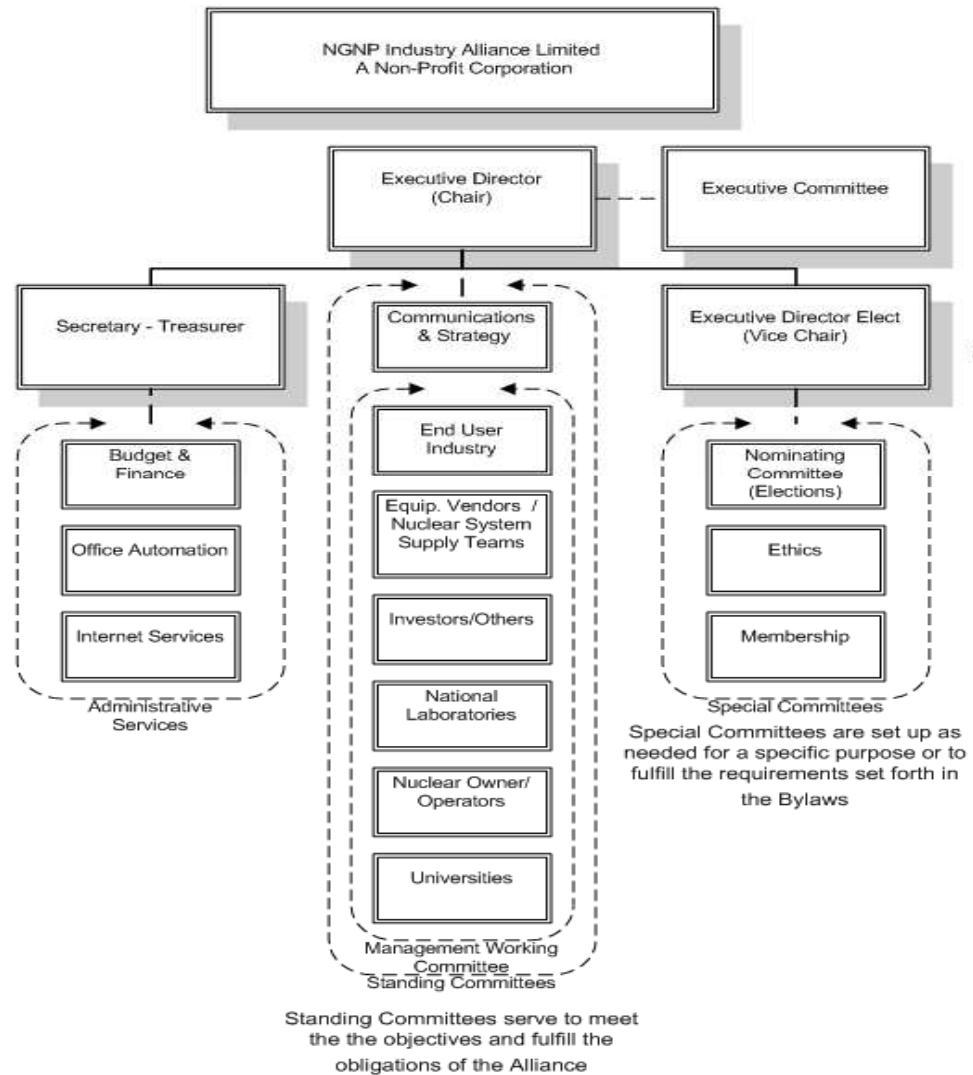 NGNP Industry Alliance Limited
A Non-Profit Corporation
Executive Director
(Chair)
Executive Committee
Secretary - Treasurer
Communications
& Strategy
Executive Director Elect
(Vice Chair)
Budget &
Finance
Office Automation
Internet Services
Administrative
Services
End User
Industry
Equip. Vendors /
Nuclear System
Supply Teams
Investors/Others
National
Laboratories
Nuclear Owner/
Operators
Universities
Management Working
Committee
Standing Committees
Standing Committees serve to meet
the the objectives and fulfill the
obligations of the Alliance
Nominating
Committee
(Elections)
Ethics
Membership
Special Committees
Special Committees are set up as
needed for a specific purpose or to
fulfill the requirements set forth in
the Bylaws